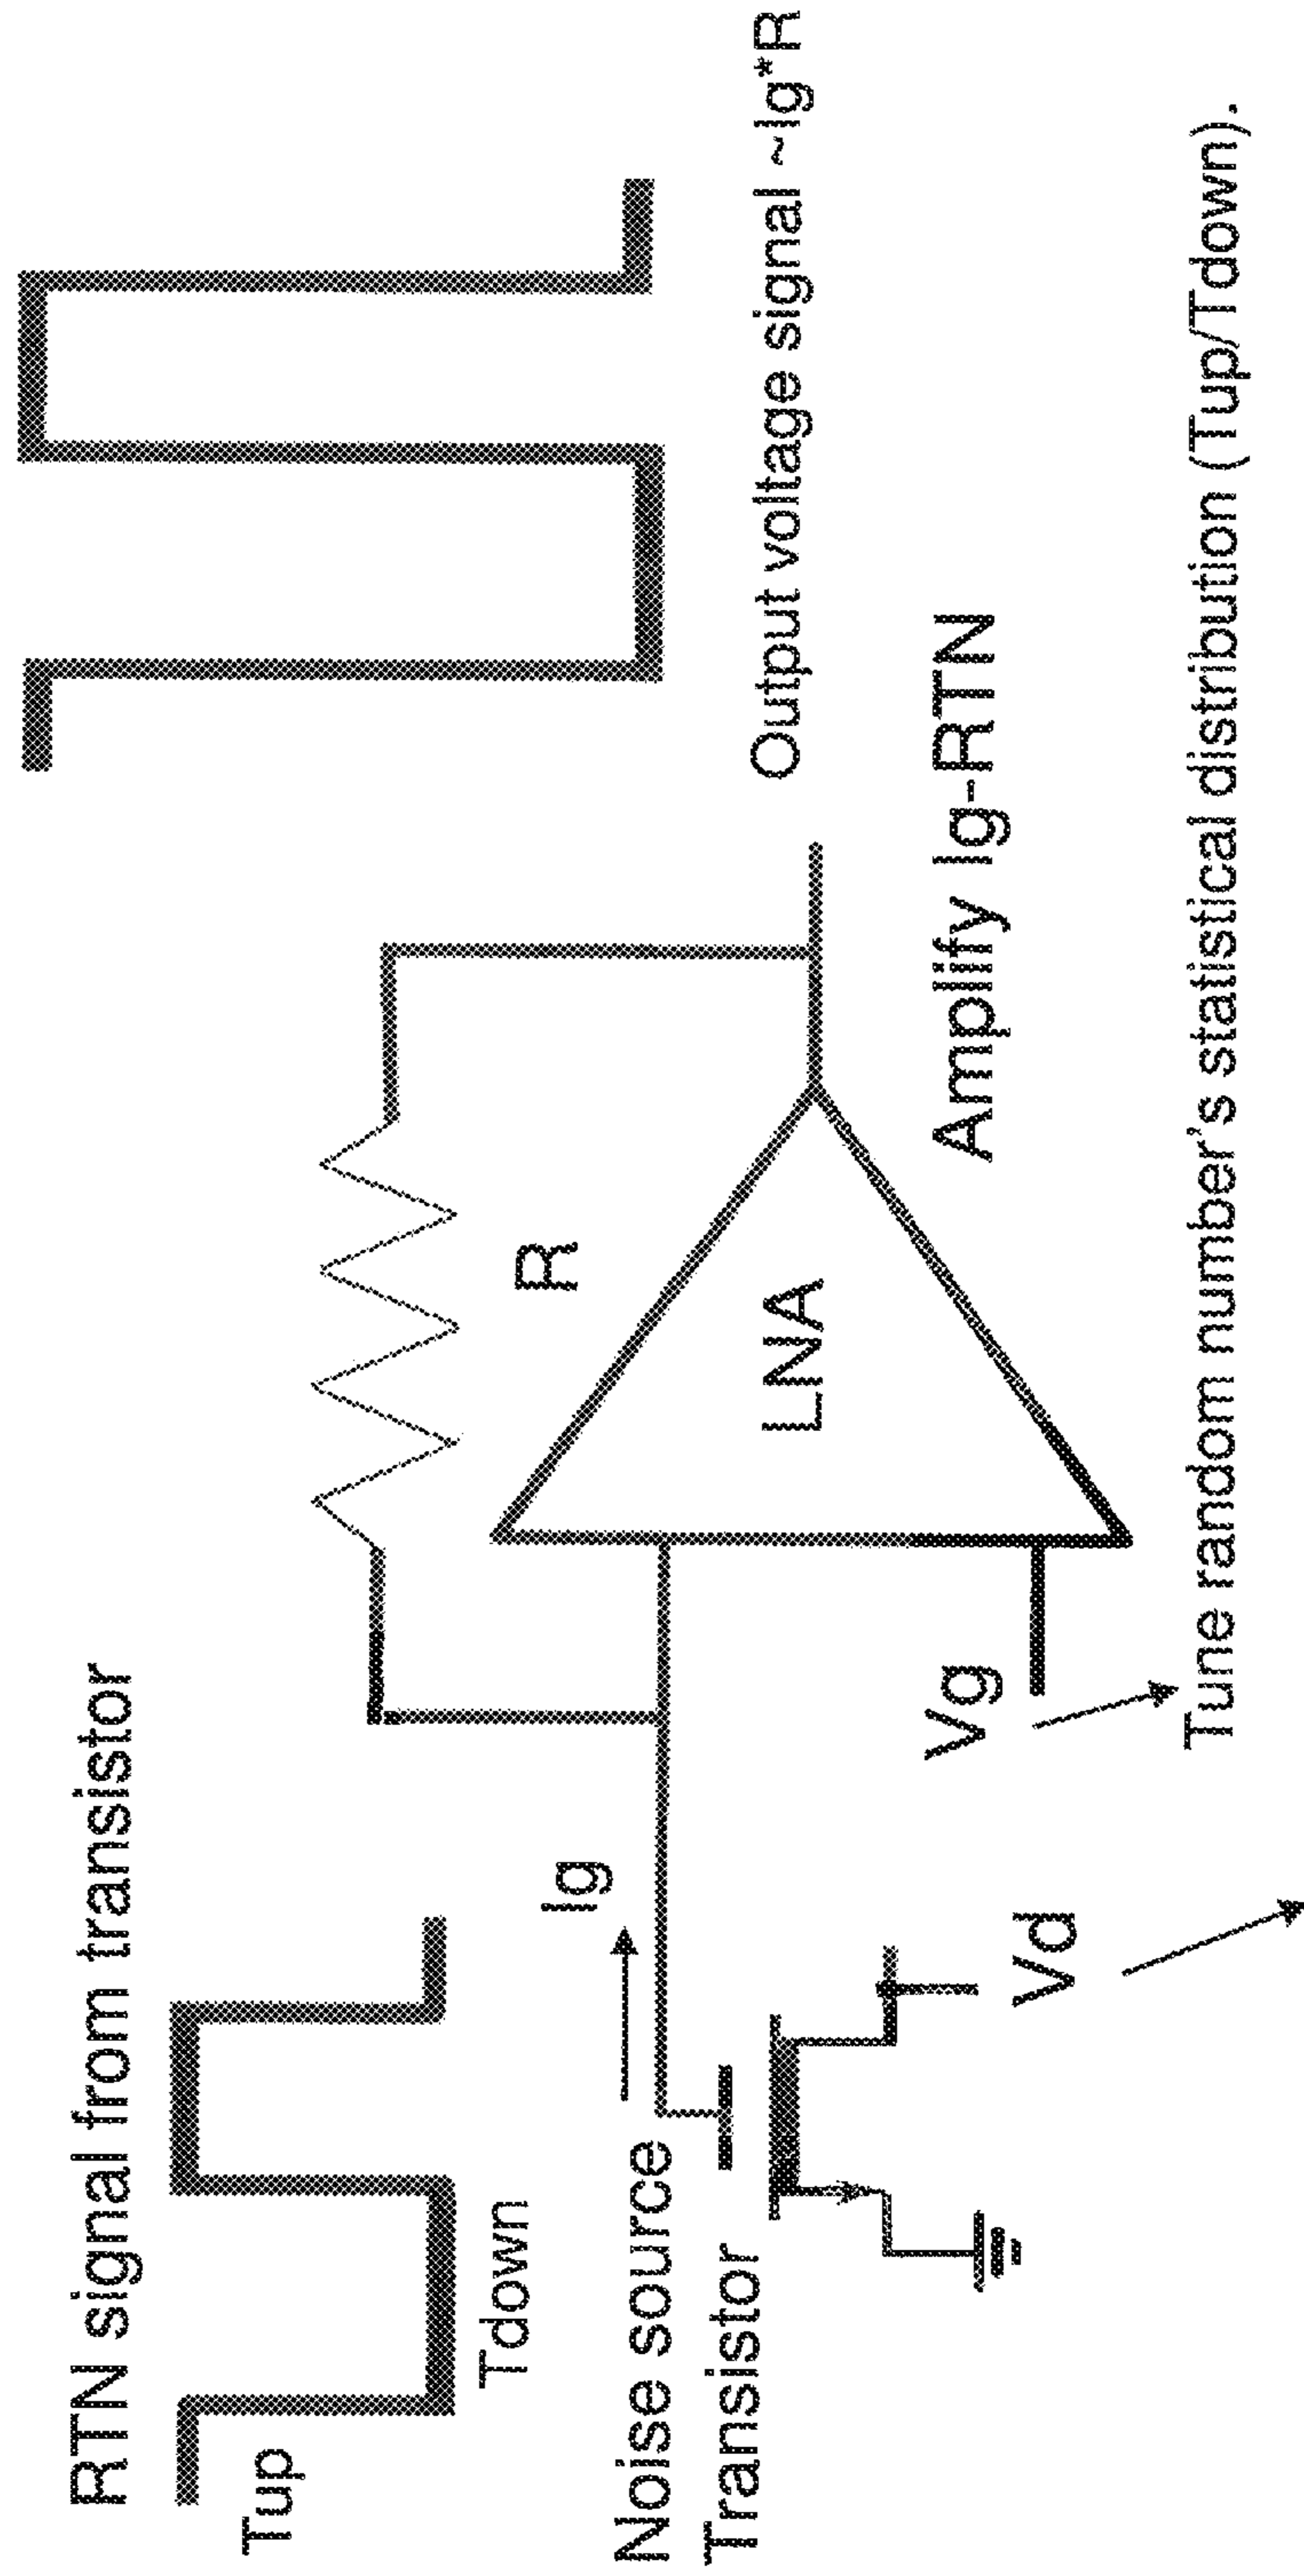 RTN signal from transistor
Tup
Tdown
Output voltage signal ~Ig*R
Noise source
Transistor
Ig
R
LNA
Amplify Ig-RTN
Vg
Vd
Tune random number's statistical distribution (Tup/Tdown).